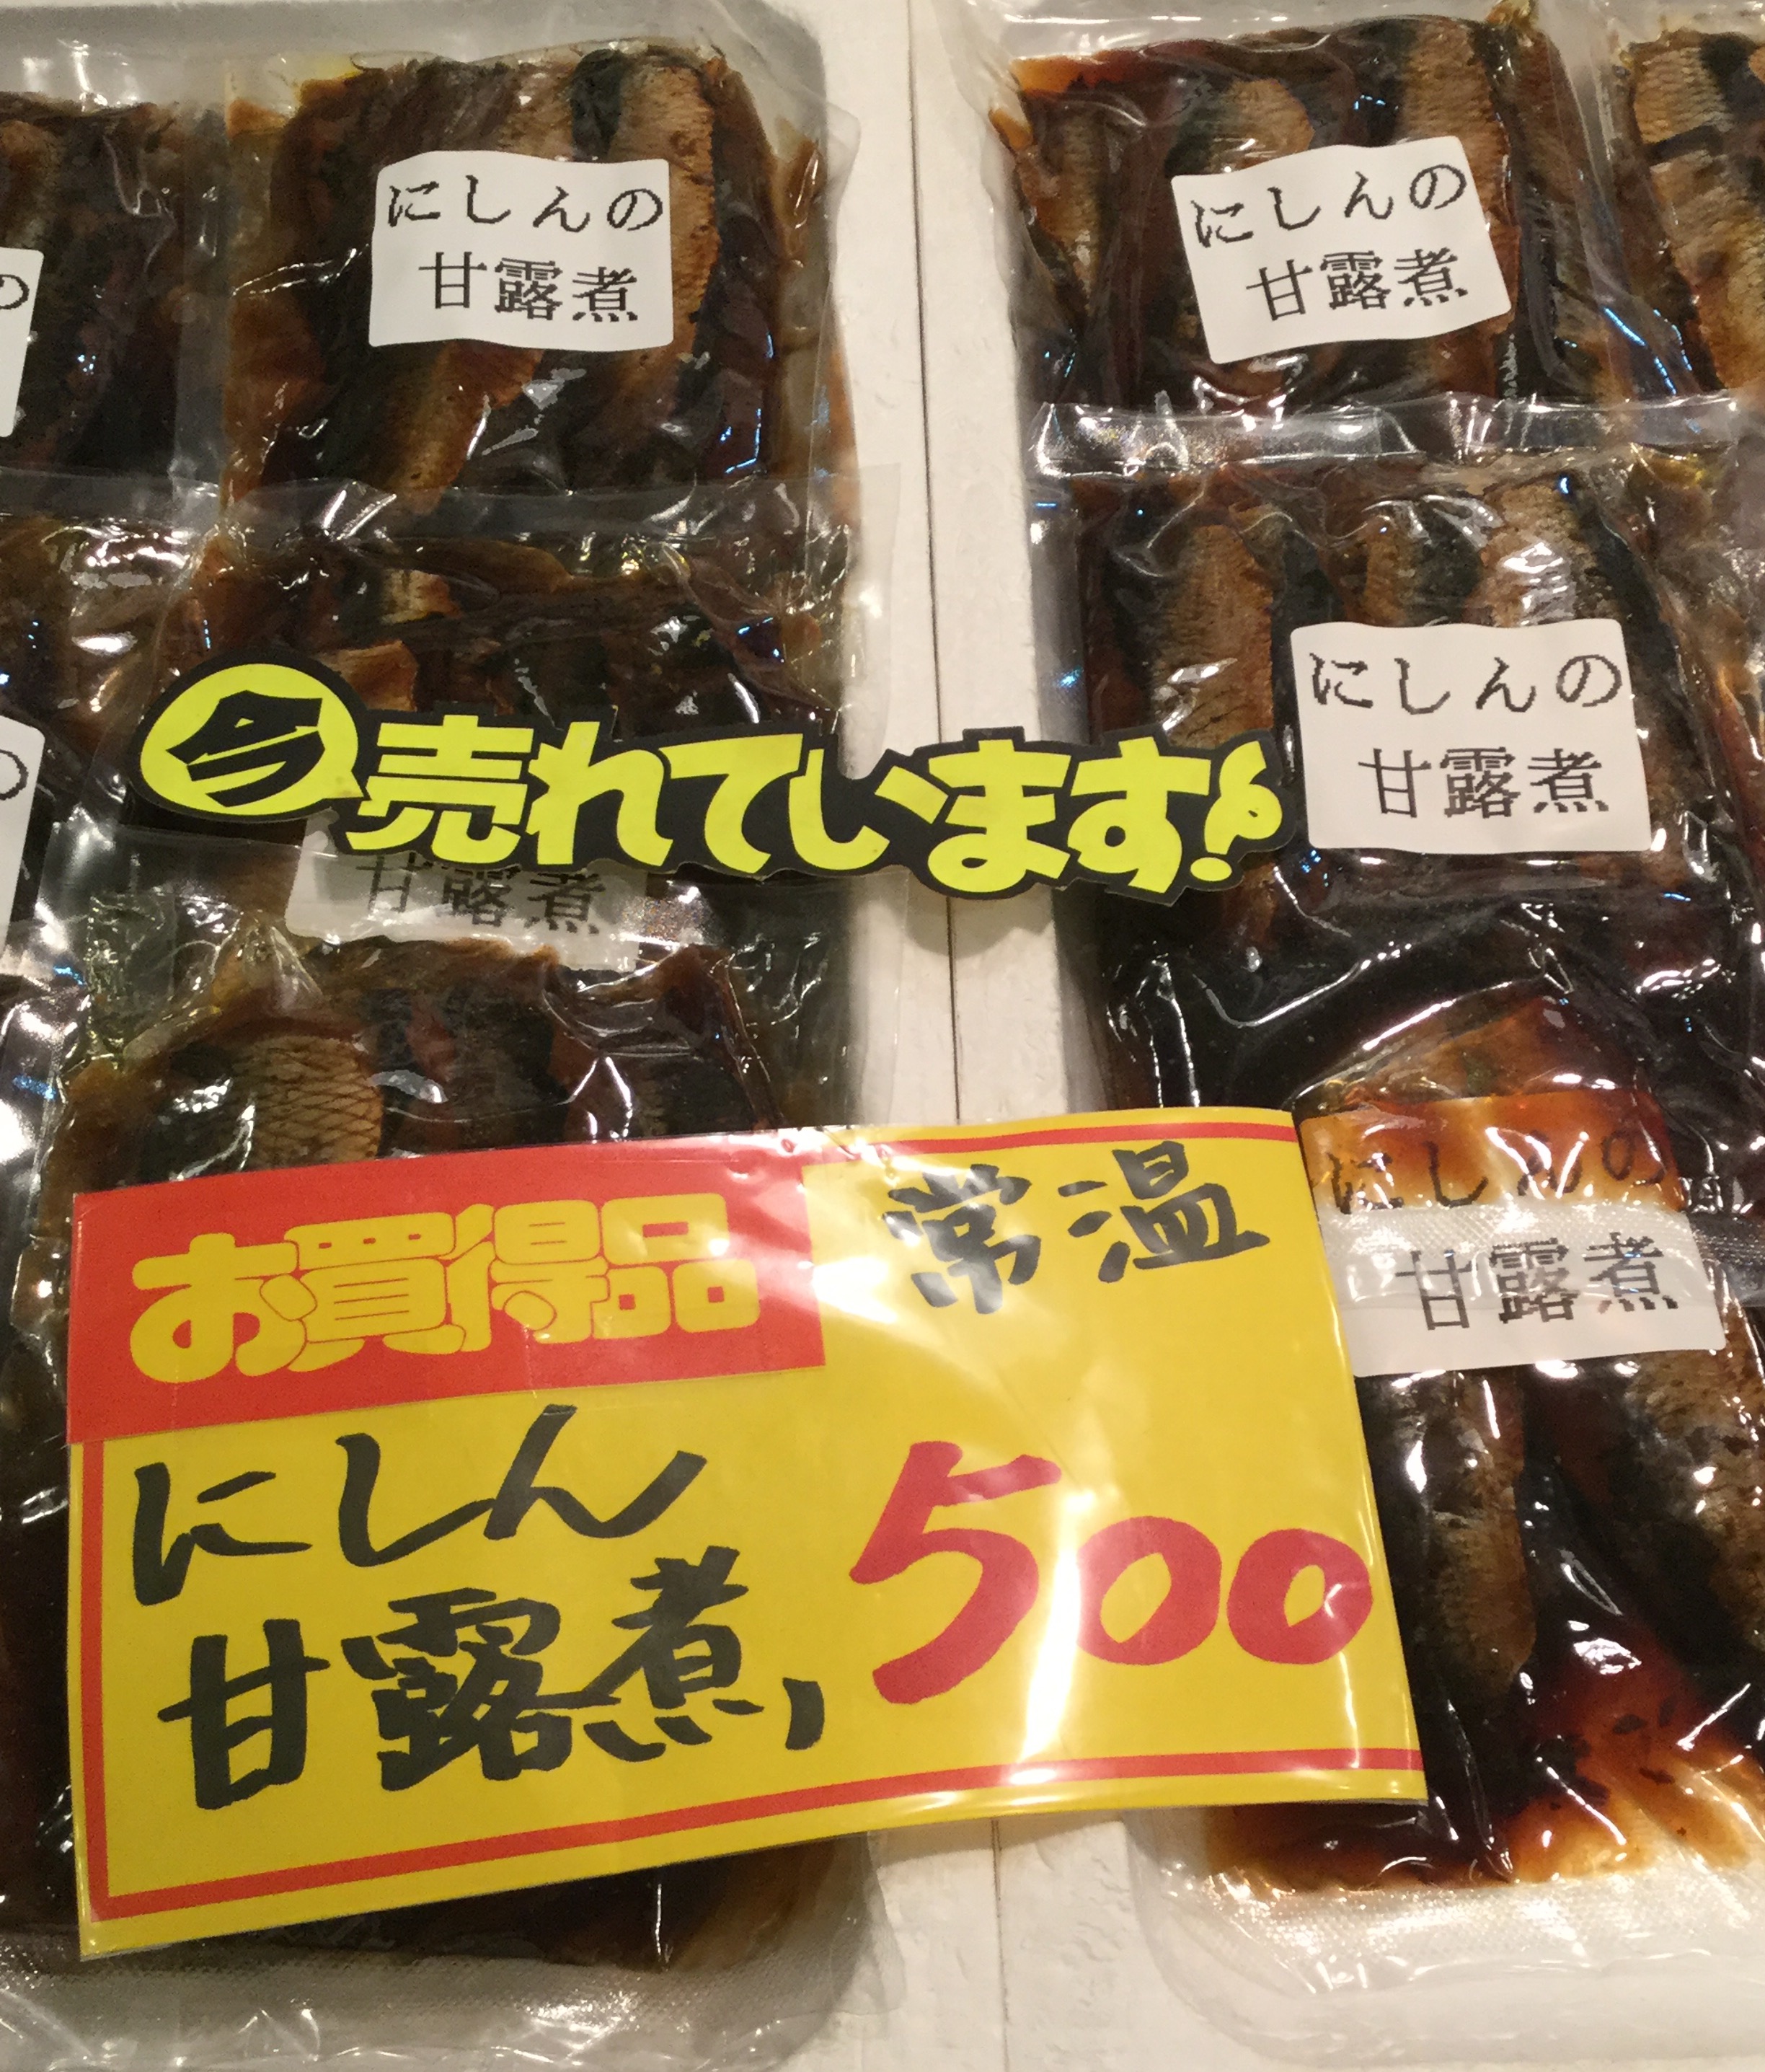 にしんの
甘露煮
にしんの
甘露煮
の
にしんの
甘露煮
の
今売れています!
甘露煮
お買得品
常温
にしんの
甘露煮
にしん
甘露煮
500